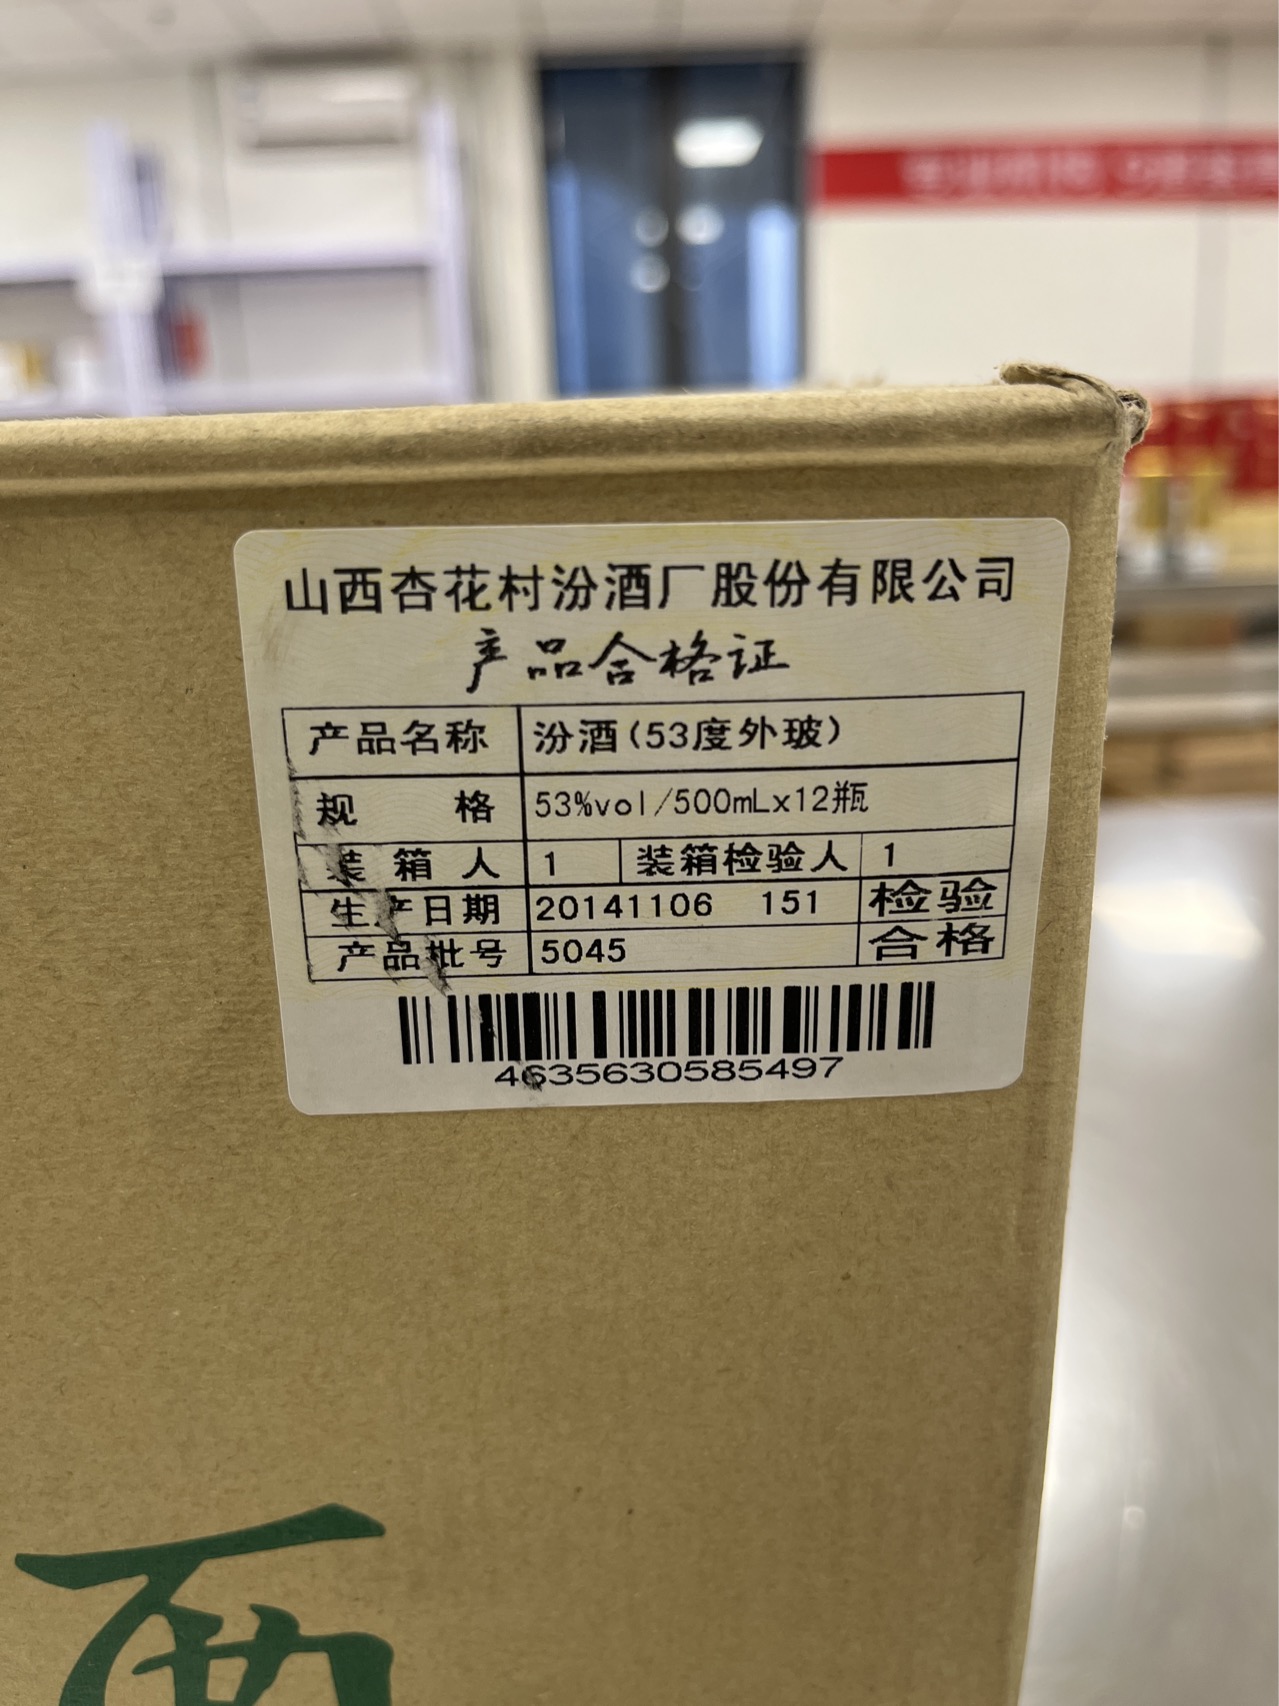 山西杏花村汾酒厂股份有限公司
产品合格证
产品名称 汾酒(53度外玻)
规格 53%vol/500mLx12瓶
装箱人 1 装箱检验人 1
生产日期 20141106 151 检验
产品批号 5045 合格
4635630585497
西